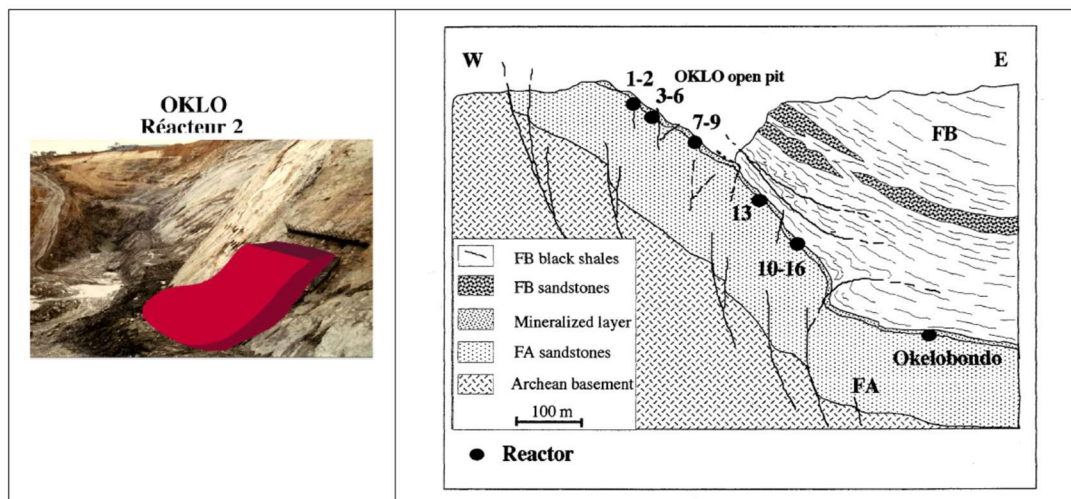 OKLO
Réacteur 2
W
E
1-2
OKLO open pit
3-6
7-9
FB
13
10-16
FB black shales
FB sandstones
Mineralized layer
FA sandstones
Archean basement
100 m
Okelobondo
FA
Reactor